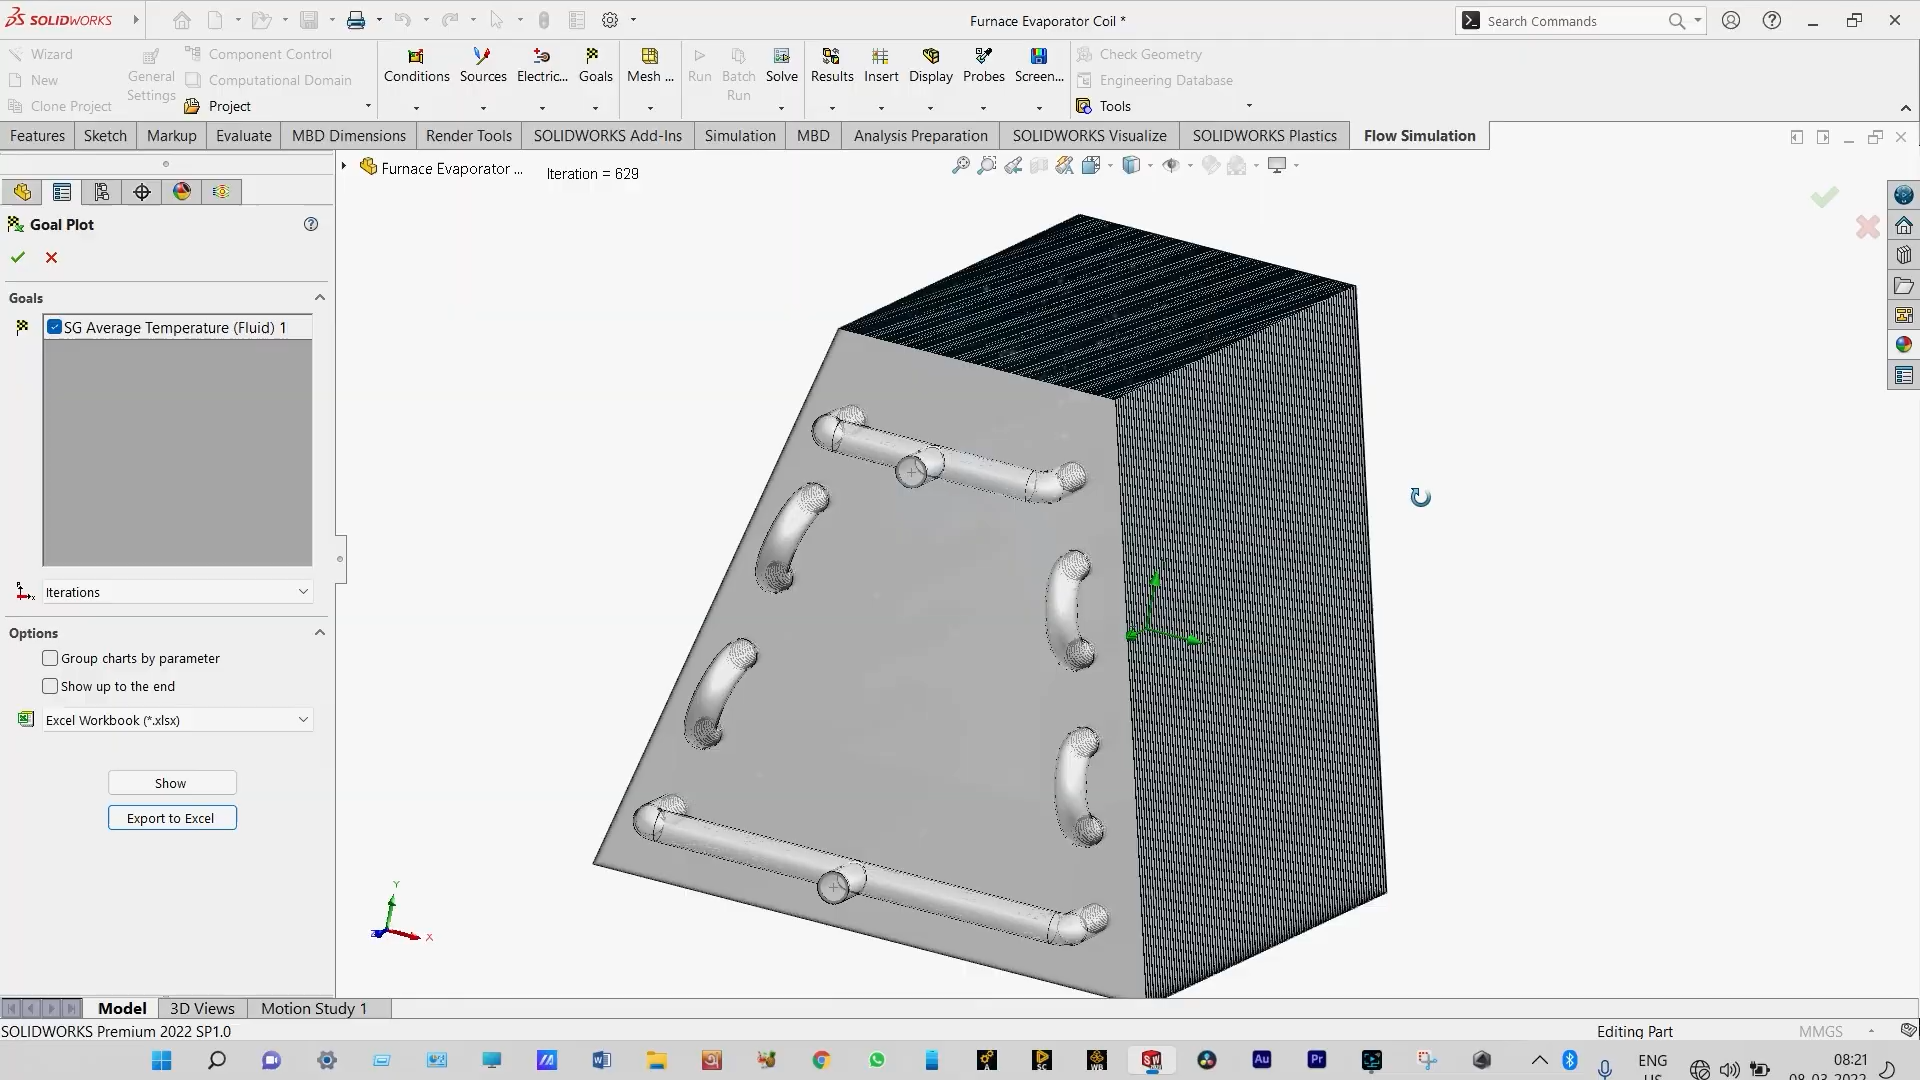 SOLIDWORKS
Furnace Evaporator Coil *
Search Commands
Wizard
New
Clone Project
General
Settings
Component Control
Computational Domain
Project
Conditions
Sources
Electric...
Goals
Mesh ...
Run
Batch
Run
Solve
Results
Insert
Display
Probes
Screen...
Check Geometry
Engineering Database
Tools
Features
Sketch
Markup
Evaluate
MBD Dimensions
Render Tools
SOLIDWORKS Add-Ins
Simulation
MBD
Analysis Preparation
SOLIDWORKS Visualize
SOLIDWORKS Plastics
Flow Simulation
Furnace Evaporator ...
Iteration = 629
Goal Plot
Goals
SG Average Temperature (Fluid) 1
Iterations
Options
Group charts by parameter
Show up to the end
Excel Workbook (*.xlsx)
Show
Export to Excel
Y
X
Z
Model
3D Views
Motion Study 1
SOLIDWORKS Premium 2022 SP1.0
Editing Part
MMGS
ENG
08:21
08-03-2022